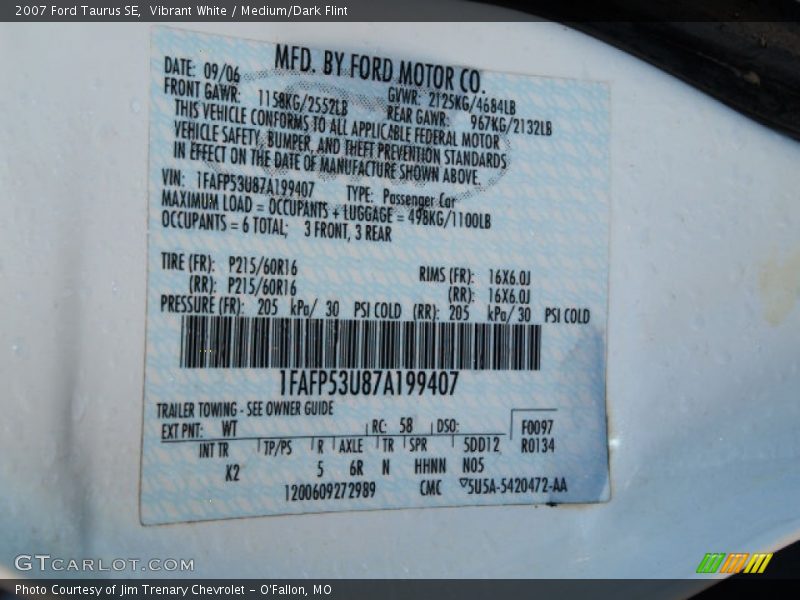 2007 Ford Taurus SE, Vibrant White / Medium/Dark Flint
MFD. BY FORD MOTOR CO.
DATE: 09/06 GVWR: 2125KG/4684LB
FRONT GAWR: 1158KG/2552LB REAR GAWR: 967KG/2132LB
THIS VEHICLE CONFORMS TO ALL APPLICABLE FEDERAL MOTOR
VEHICLE SAFETY, BUMPER, AND THEFT PREVENTION STANDARDS
IN EFFECT ON THE DATE OF MANUFACTURE SHOWN ABOVE.
VIN: 1FAFP53U87A199407 TYPE: Passenger Car
MAXIMUM LOAD = OCCUPANTS + LUGGAGE = 498KG/1100LB
OCCUPANTS = 6 TOTAL; 3 FRONT, 3 REAR
TIRE (FR): P215/60R16 RIMS (FR): 16X6.0J
(RR): P215/60R16 (RR): 16X6.0J
PRESSURE (FR): 205 kPa/ 30 PSI COLD (RR): 205 kPa/ 30 PSI COLD
1FAFP53U87A199407
TRAILER TOWING - SEE OWNER GUIDE
EXT PNT: WT RC: 58 DSO: F0097
INT TR TP/PS R AXLE TR SPR 5DD12 R0134
K2 5 6R N HHNN N05
1200609272989 CMC ▽5U5A-5420472-AA
GTCARLOT.COM
Photo Courtesy of Jim Trenary Chevrolet - O'Fallon, MO